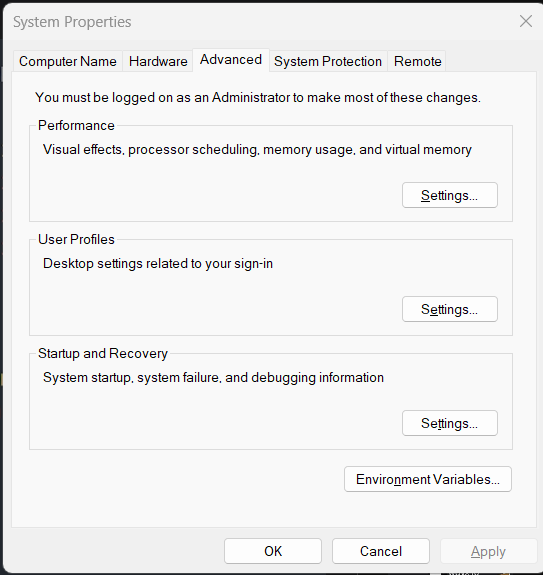 System Properties
Computer Name Hardware Advanced System Protection Remote
You must be logged on as an Administrator to make most of these changes.
Performance
Visual effects, processor scheduling, memory usage, and virtual memory
Settings...
User Profiles
Desktop settings related to your sign-in
Settings...
Startup and Recovery
System startup, system failure, and debugging information
Settings...
Environment Variables...
OK Cancel Apply